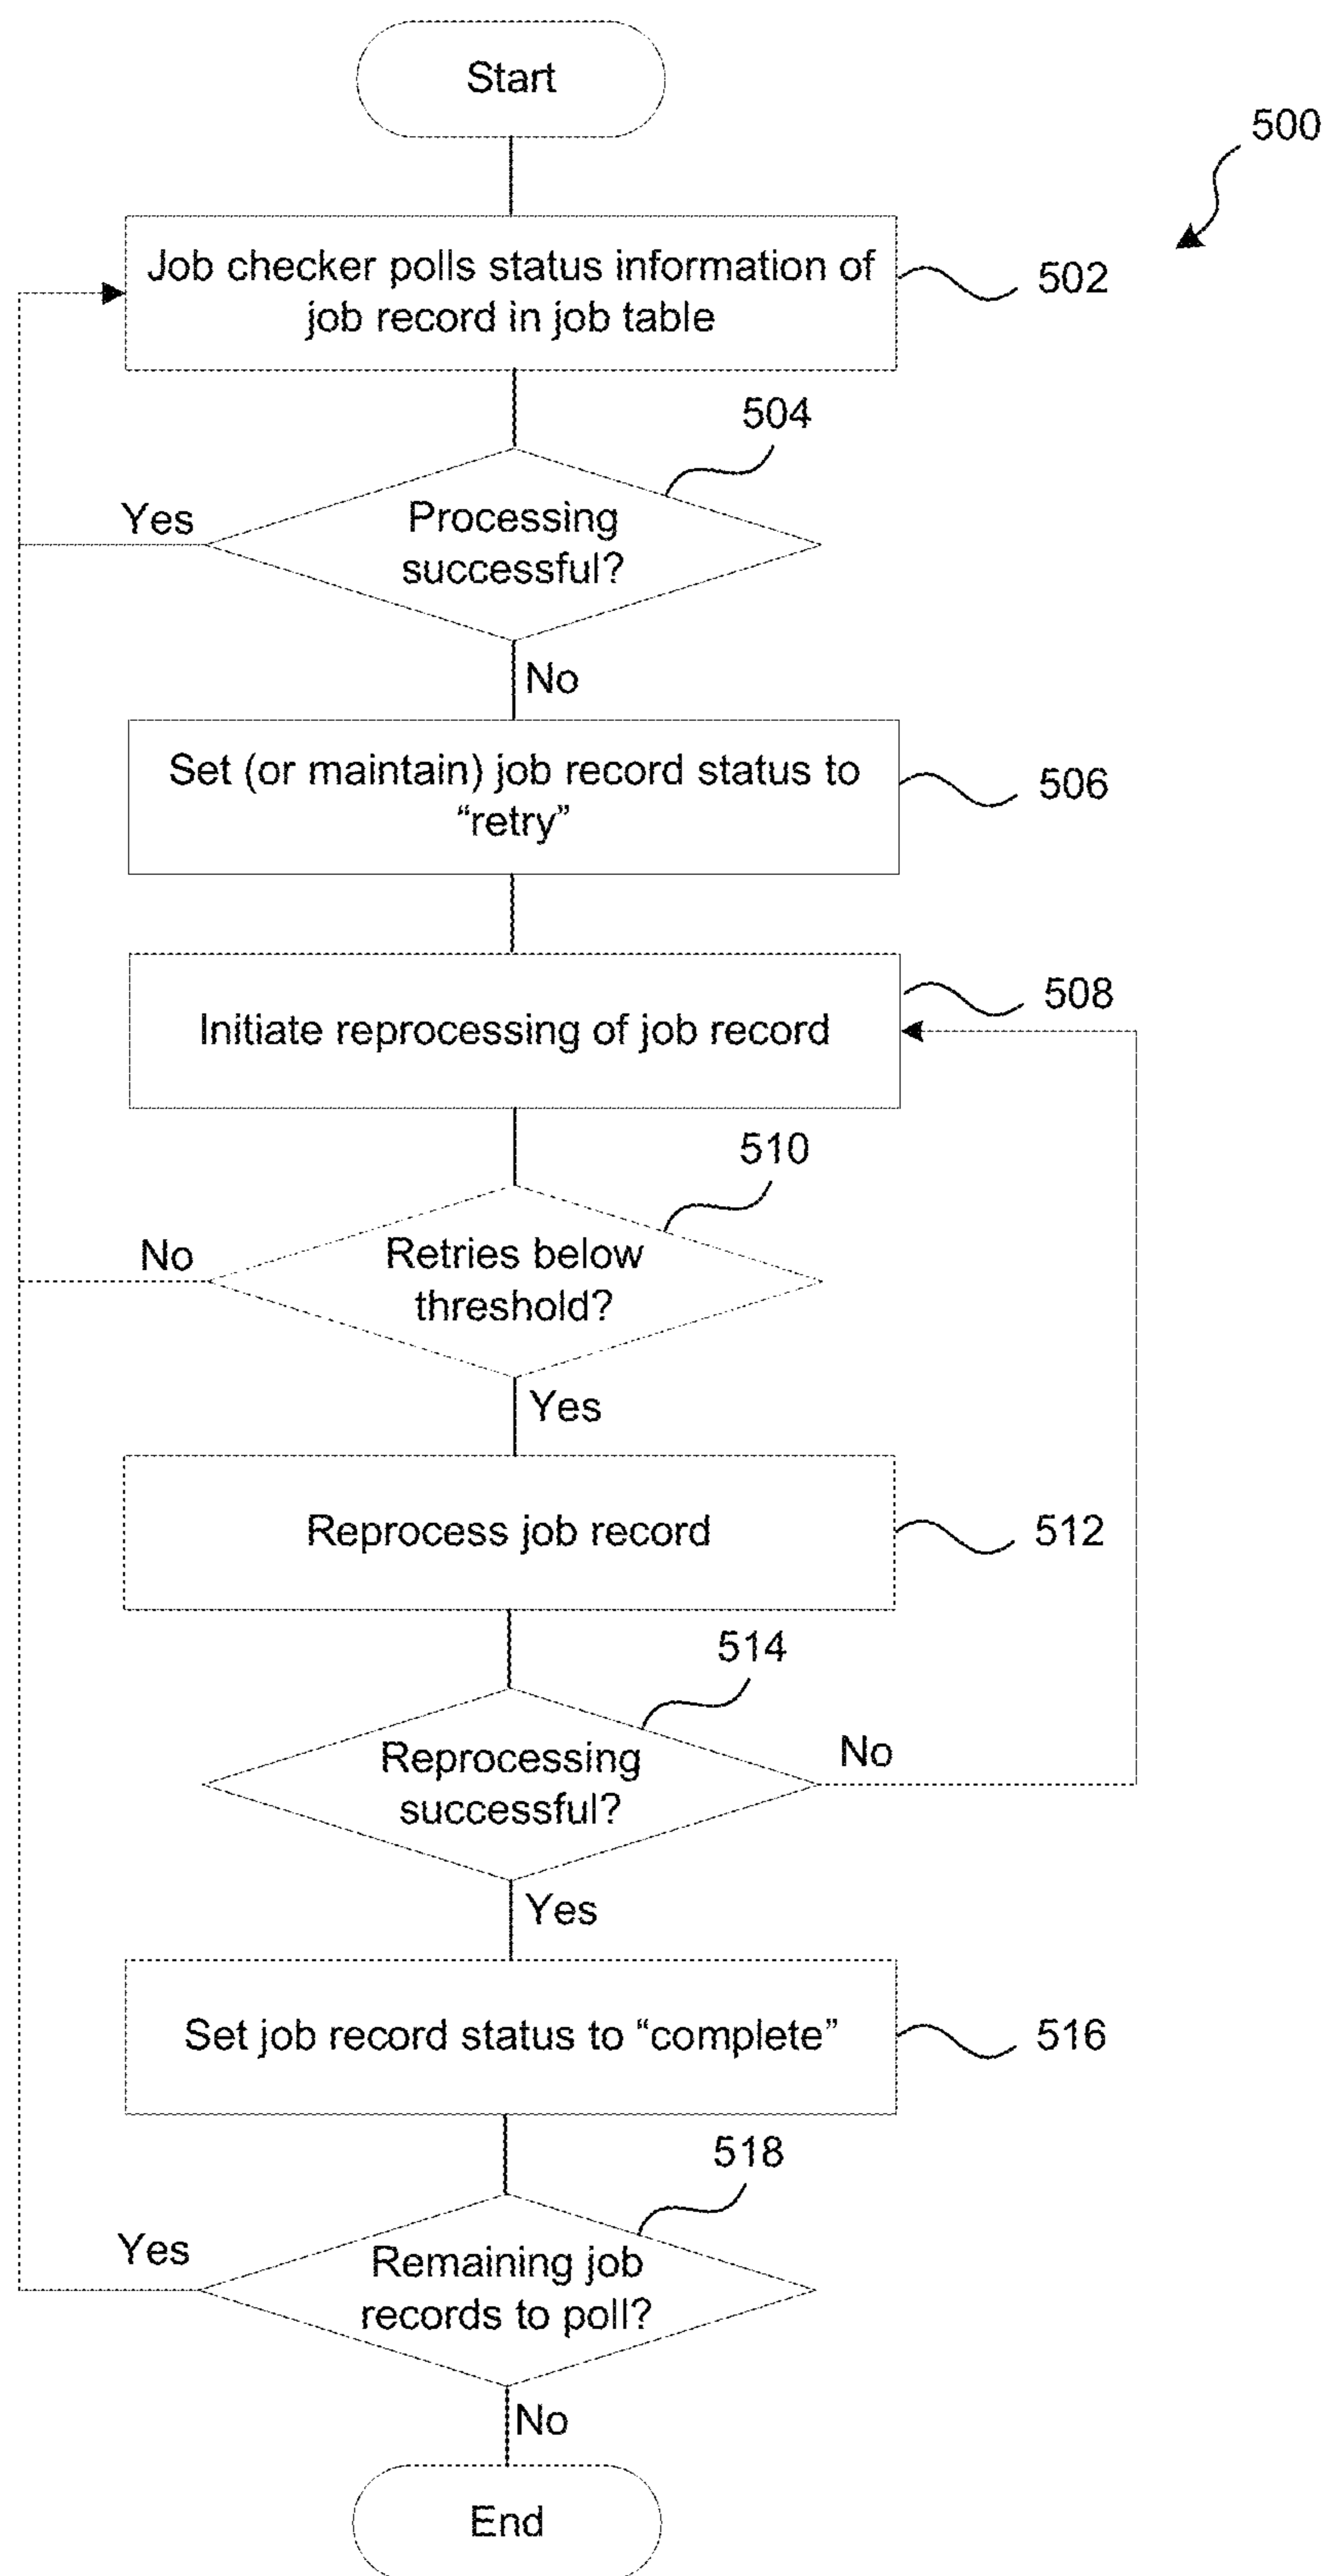 Start
500
Job checker polls status information of
job record in job table
502
504
Yes
Processing
successful?
No
Set (or maintain) job record status to
“retry”
506
508
Initiate reprocessing of job record
510
No
Retries below
threshold?
Yes
Reprocess job record
512
514
Reprocessing
successful?
No
Yes
Set job record status to “complete”
516
518
Yes
Remaining job
records to poll?
No
End